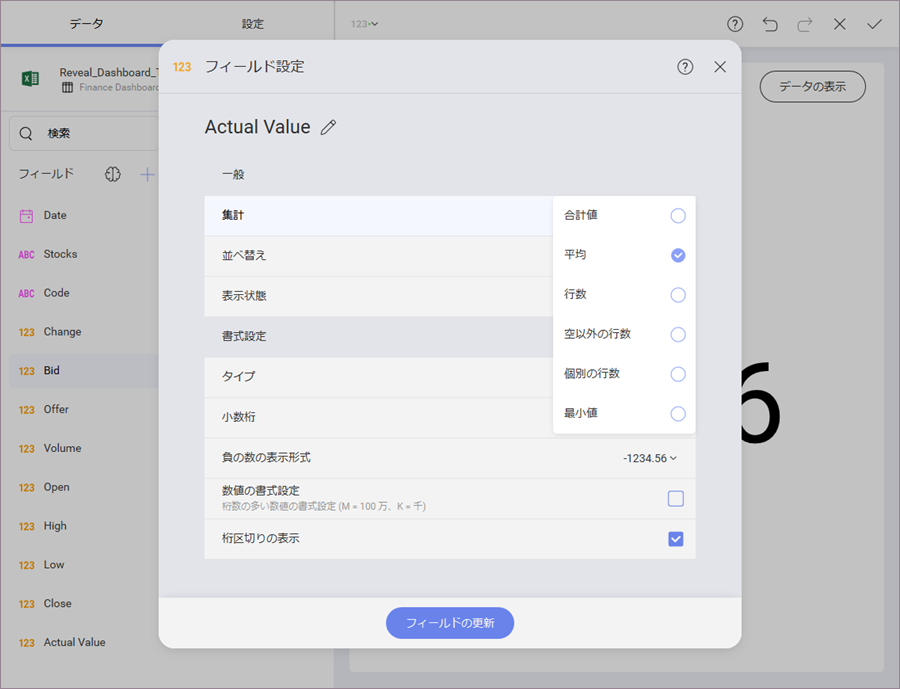 データ
設定
123
Reveal_Dashboard_T
Finance Dashboard
データの表示
検索
フィールド
Date
ABC Stocks
ABC Code
123 Change
123 Bid
123 Offer
123 Volume
123 Open
123 High
123 Low
123 Close
123 Actual Value
6
123 フィールド設定
Actual Value
一般
集計
並べ替え
表示状態
書式設定
タイプ
小数桁
負の数の表示形式 -1234.56
数値の書式設定
桁数の多い数値の書式設定 (M = 100 万、K = 千)
桁区切りの表示
合計値
平均
行数
空以外の行数
個別の行数
最小値
フィールドの更新